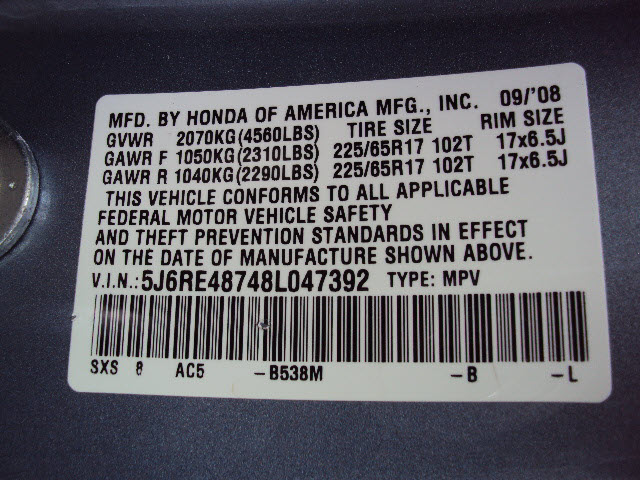 MFD. BY HONDA OF AMERICA MFG., INC. 09/'08
GVWR 2070KG(4560LBS) TIRE SIZE RIM SIZE
GAWR F 1050KG(2310LBS) 225/65R17 102T 17x6.5J
GAWR R 1040KG(2290LBS) 225/65R17 102T 17x6.5J
THIS VEHICLE CONFORMS TO ALL APPLICABLE
FEDERAL MOTOR VEHICLE SAFETY
AND THEFT PREVENTION STANDARDS IN EFFECT
ON THE DATE OF MANUFACTURE SHOWN ABOVE.
V.I.N.: 5J6RE48748L047392 TYPE: MPV
SXS 8 AC5 -B538M -B -L